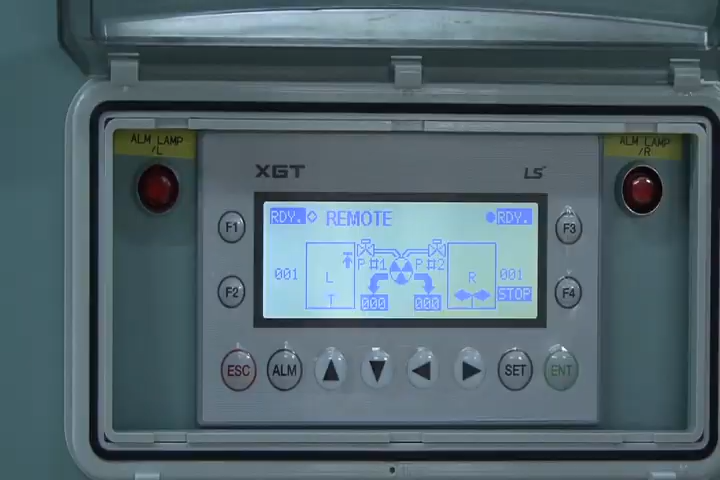 ALM LAMP
/L
ALM LAMP
/R
XGT
LS
RDY. REMOTE RDY.
F1
F3
P#1 P#2
001 L R 001
F2
STOP
F4
T
000 000
ESC ALM SET ENT